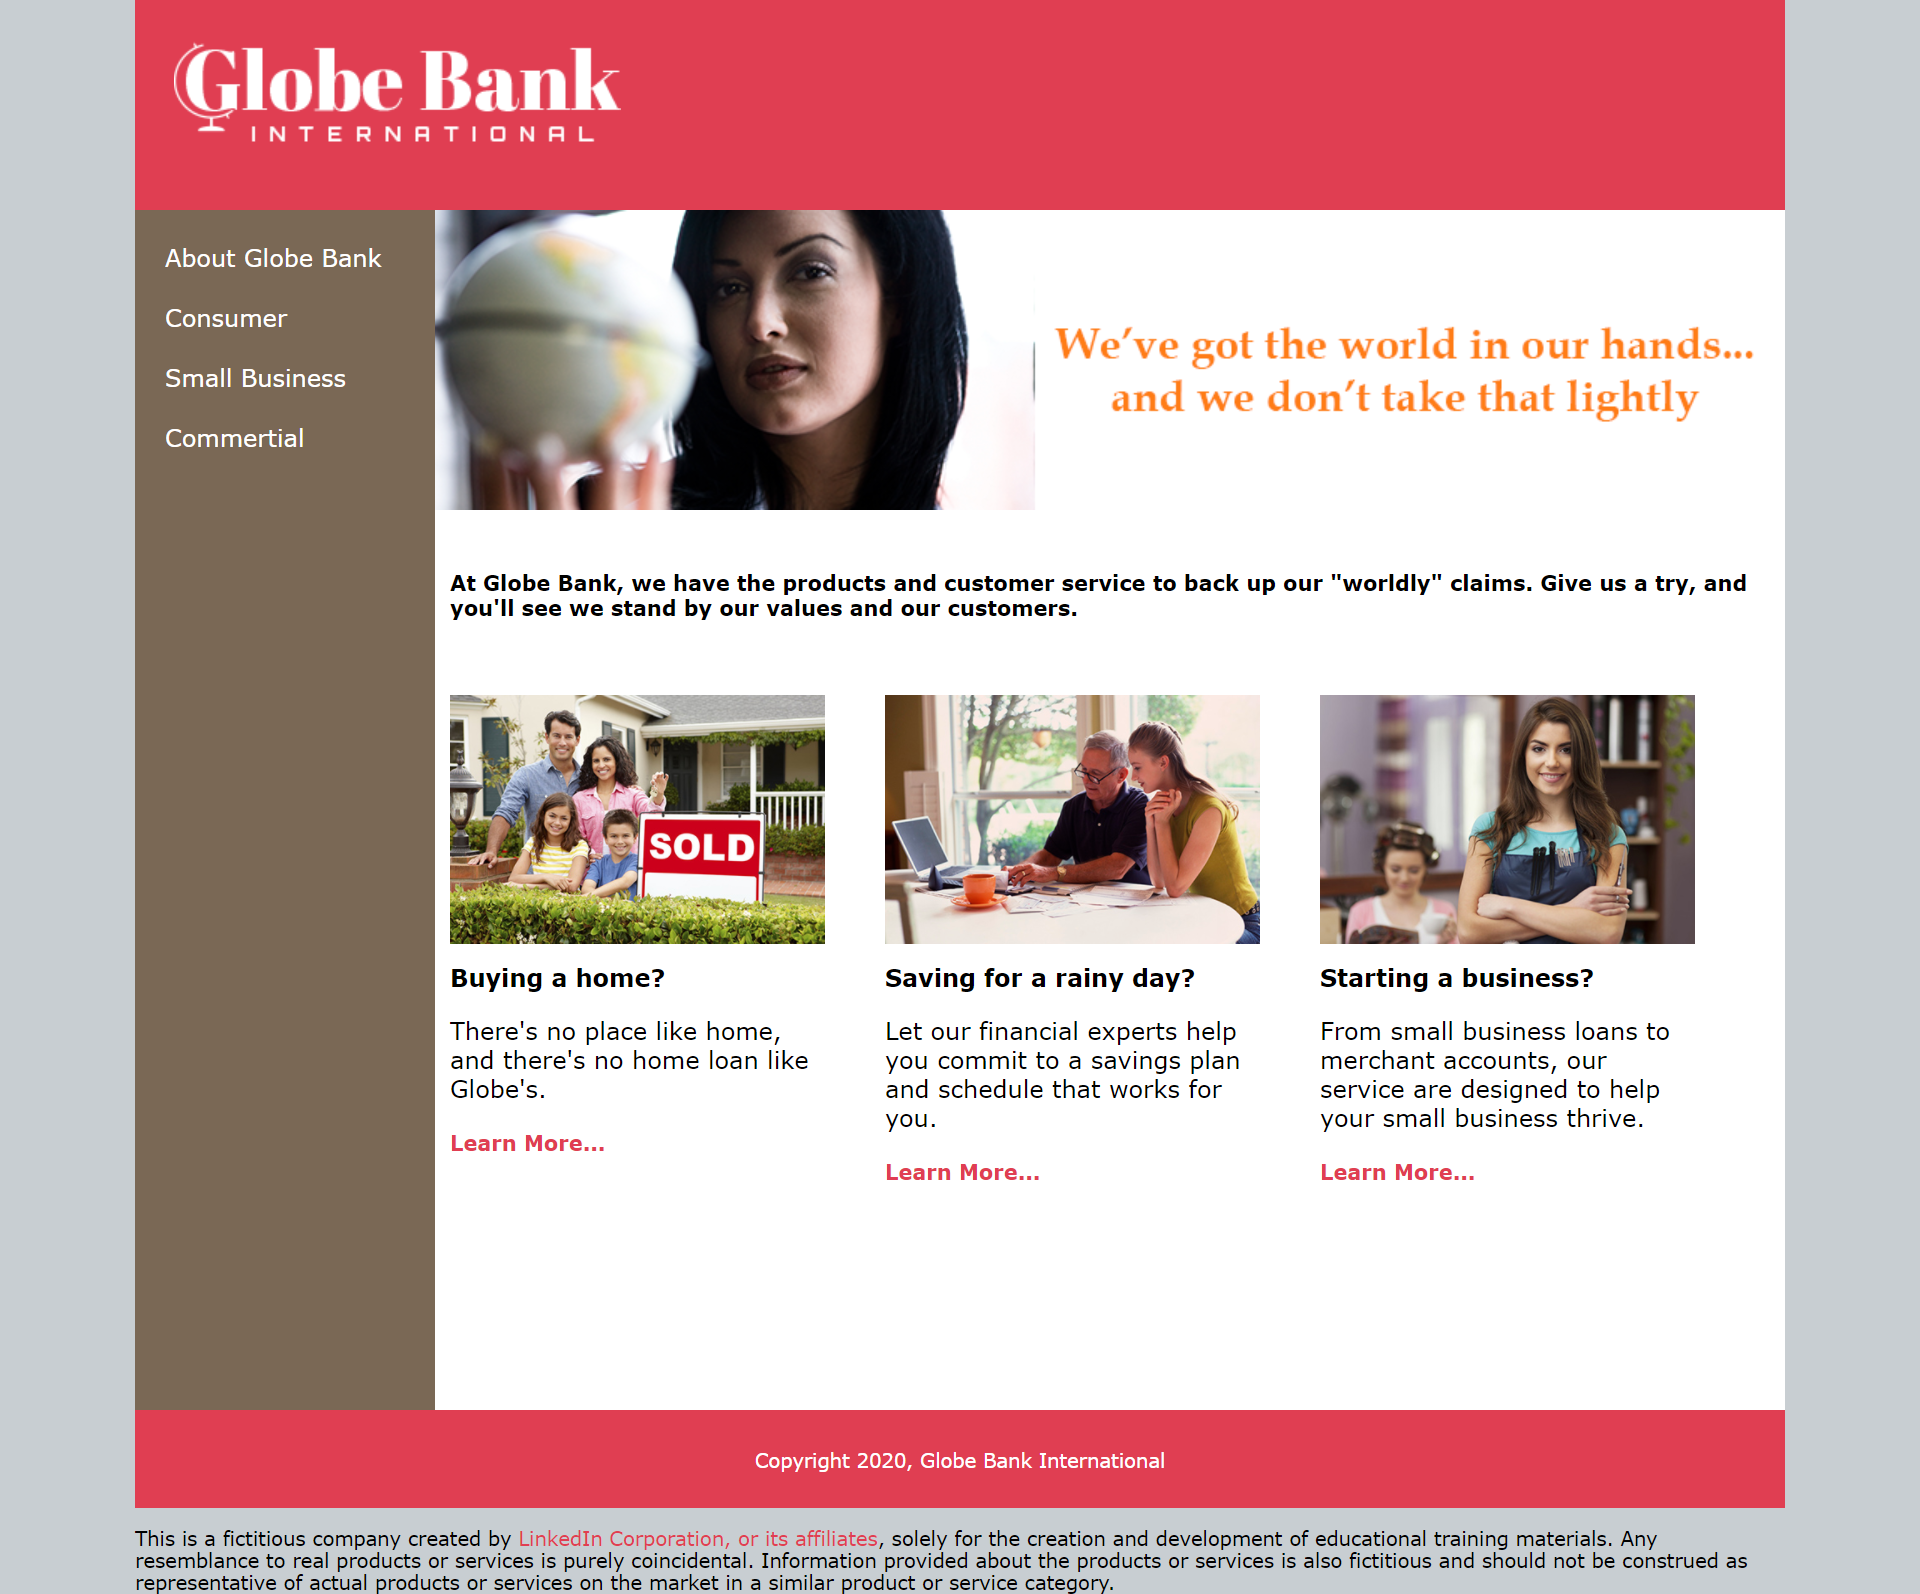 Globe Bank
INTERNATIONAL
About Globe Bank
Consumer
Small Business
Commertial
We’ve got the world in our hands...
and we don’t take that lightly
At Globe Bank, we have the products and customer service to back up our "worldly" claims. Give us a try, and
you'll see we stand by our values and our customers.
SOLD
Buying a home?
There's no place like home,
and there's no home loan like
Globe's.
Learn More...
Saving for a rainy day?
Let our financial experts help
you commit to a savings plan
and schedule that works for
you.
Learn More...
Starting a business?
From small business loans to
merchant accounts, our
service are designed to help
your small business thrive.
Learn More...
Copyright 2020, Globe Bank International
This is a fictitious company created by LinkedIn Corporation, or its affiliates, solely for the creation and development of educational training materials. Any
resemblance to real products or services is purely coincidental. Information provided about the products or services is also fictitious and should not be construed as
representative of actual products or services on the market in a similar product or service category.